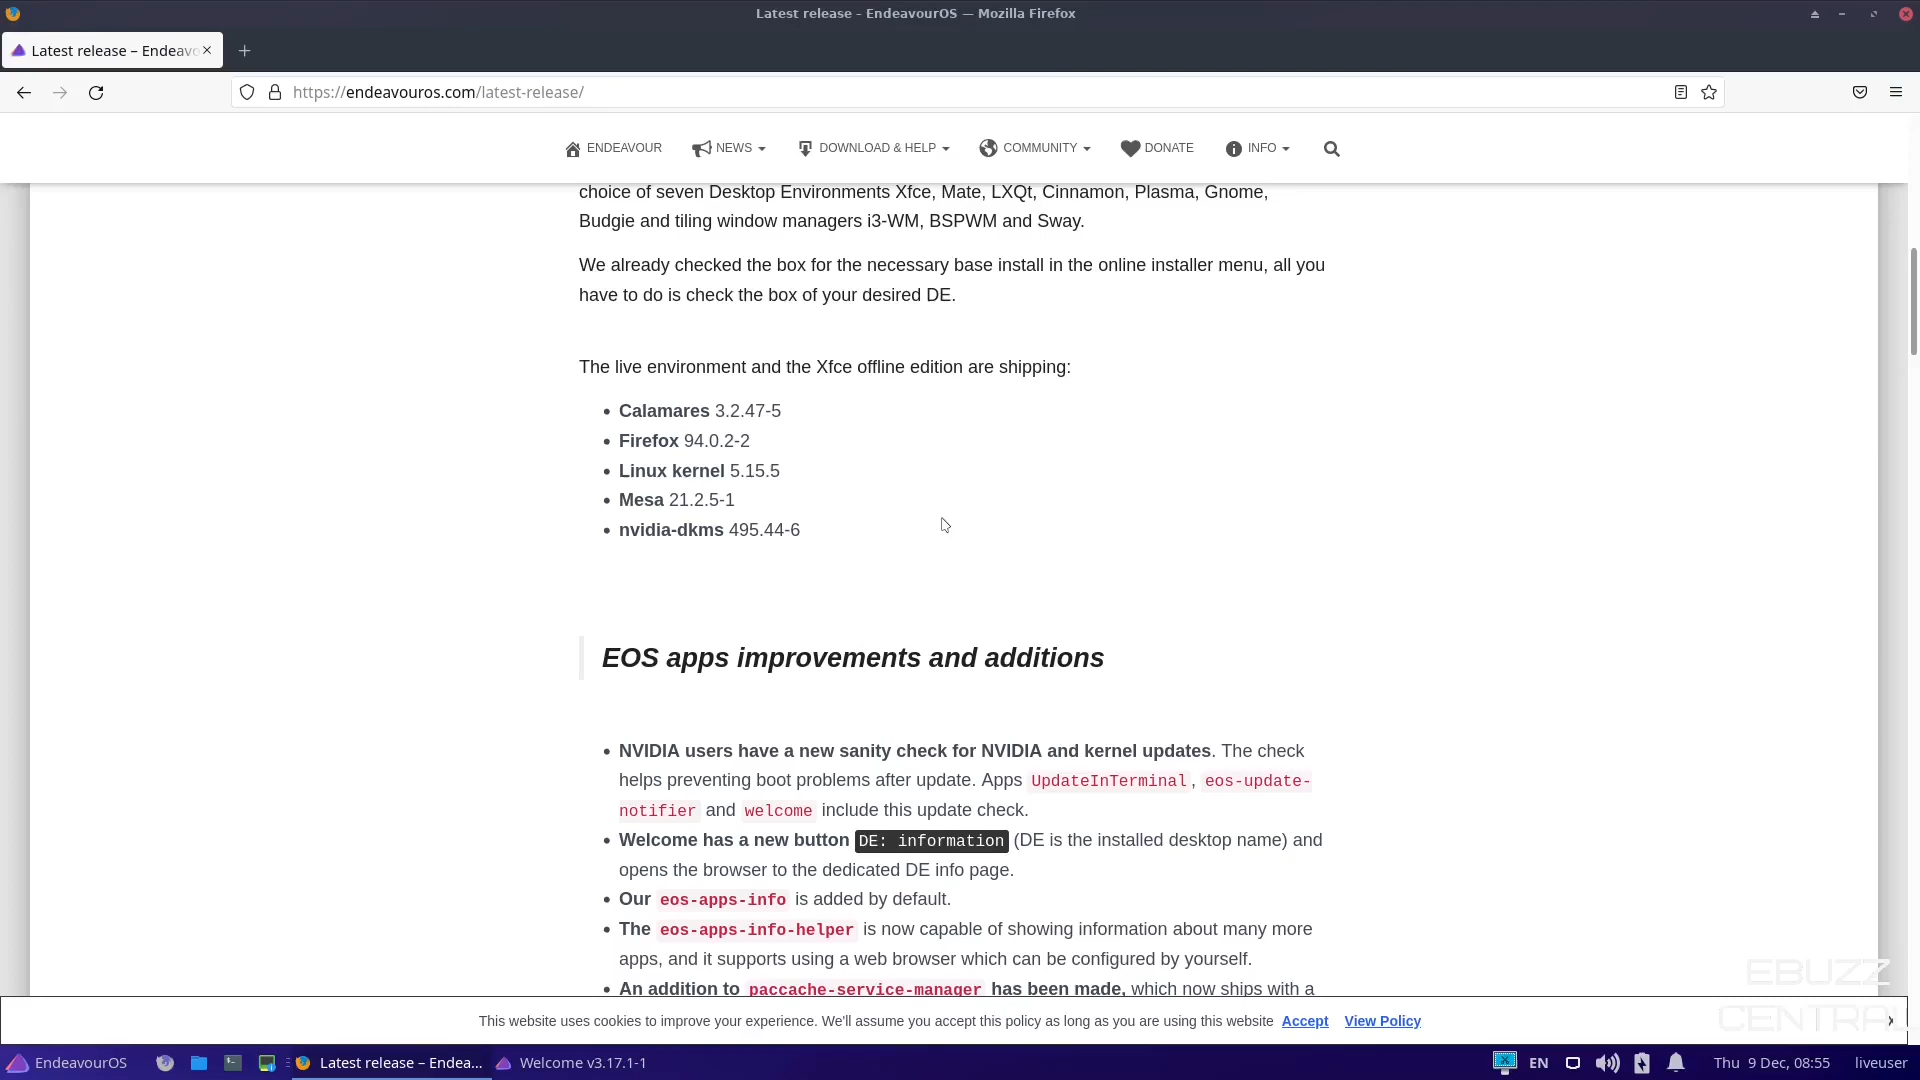 Latest release - EndeavourOS — Mozilla Firefox
Latest release – Endeavo
https://endeavouros.com/latest-release/
ENDEAVOUR NEWS DOWNLOAD & HELP COMMUNITY DONATE INFO
choice of seven Desktop Environments Xfce, Mate, LXQt, Cinnamon, Plasma, Gnome,
Budgie and tiling window managers i3-WM, BSPWM and Sway.
We already checked the box for the necessary base install in the online installer menu, all you
have to do is check the box of your desired DE.
The live environment and the Xfce offline edition are shipping:
• Calamares 3.2.47-5
• Firefox 94.0.2-2
• Linux kernel 5.15.5
• Mesa 21.2.5-1
• nvidia-dkms 495.44-6
EOS apps improvements and additions
• NVIDIA users have a new sanity check for NVIDIA and kernel updates. The check
helps preventing boot problems after update. Apps UpdateInTerminal, eos-update-
notifier and welcome include this update check.
• Welcome has a new button DE: information (DE is the installed desktop name) and
opens the browser to the dedicated DE info page.
• Our eos-apps-info is added by default.
• The eos-apps-info-helper is now capable of showing information about many more
apps, and it supports using a web browser which can be configured by yourself.
• An addition to paccache-service-manager has been made, which now ships with a
EBUZZ
CENTRAL
This website uses cookies to improve your experience. We'll assume you accept this policy as long as you are using this website Accept View Policy
EndeavourOS Latest release – Endea... Welcome v3.17.1-1 EN Thu 9 Dec, 08:55 liveuser